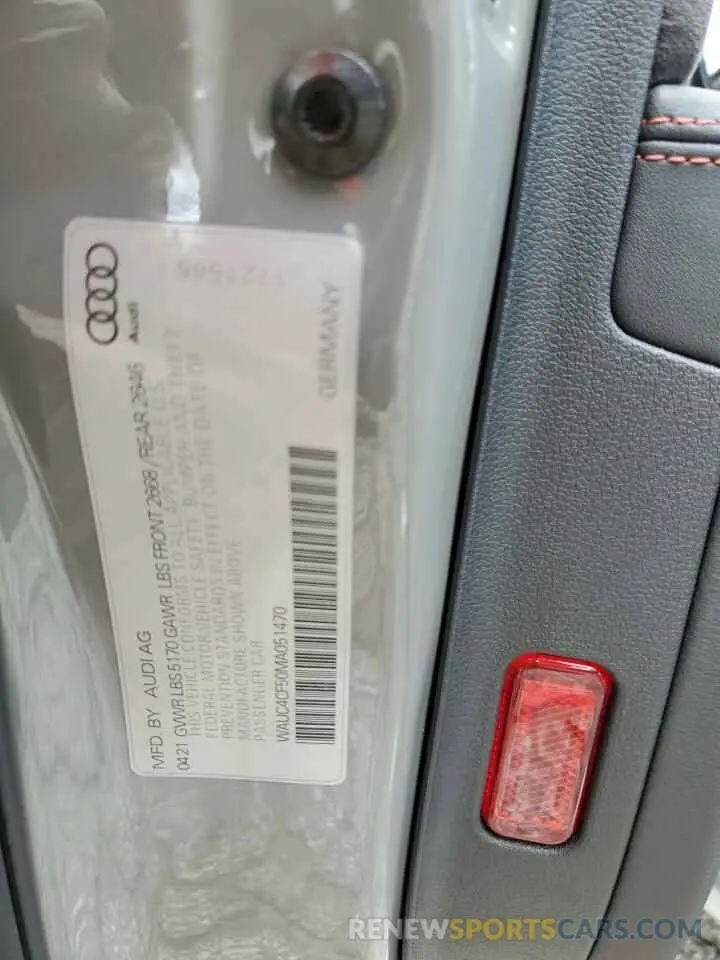 Audi
MFD. BY AUDI AG
0421 GVWR LBS 5170 GAWR LBS FRONT 2668 / REAR 2646
THIS VEHICLE CONFORMS TO ALL APPLICABLE U.S.
FEDERAL MOTOR VEHICLE SAFETY, BUMPER AND THEFT
PREVENTION STANDARDS IN EFFECT ON THE DATE OF
MANUFACTURE SHOWN ABOVE
PASSENGER CAR
WAUC4CF50MA051470
GERMANY
RENEWSPORTSCARS.COM